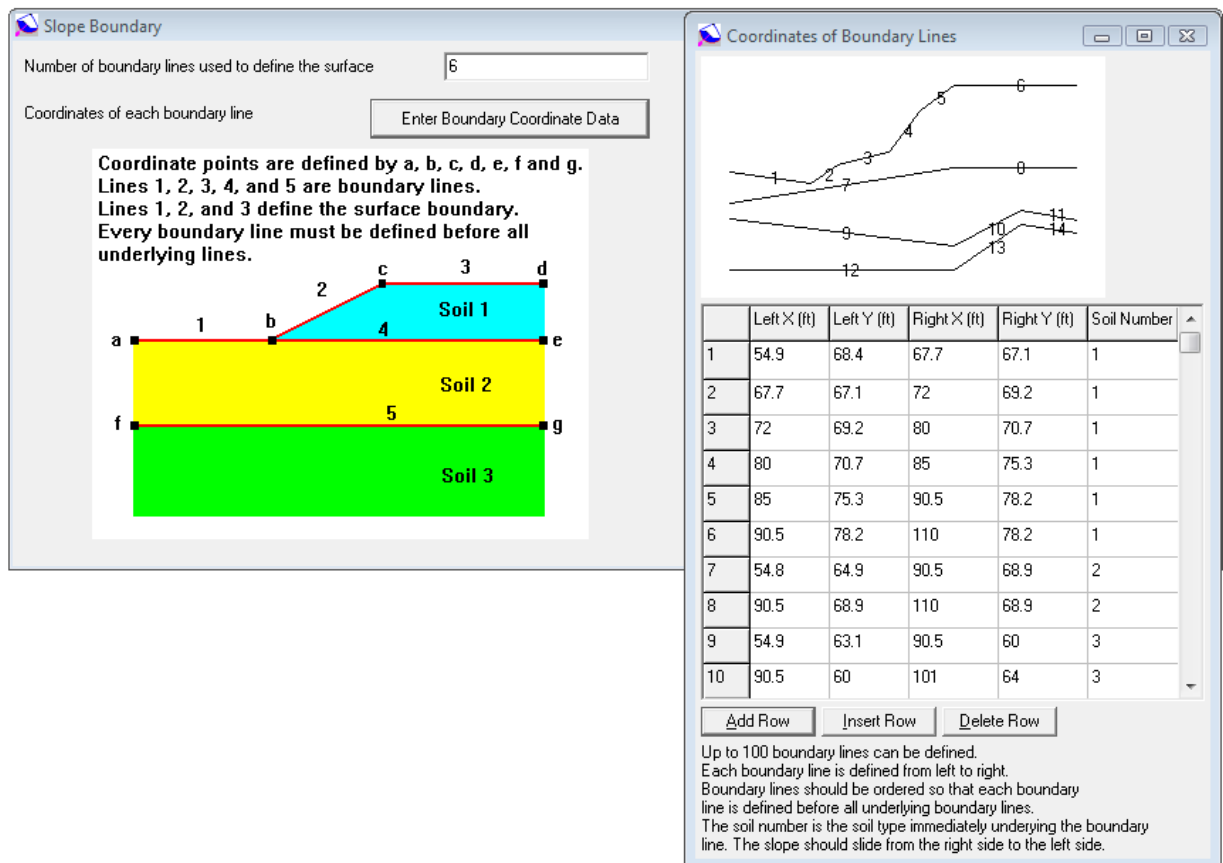 Slope Boundary
Number of boundary lines used to define the surface
6
Coordinates of each boundary line
Enter Boundary Coordinate Data
Coordinate points are defined by a, b, c, d, e, f and g.
Lines 1, 2, 3, 4, and 5 are boundary lines.
Lines 1, 2, and 3 define the surface boundary.
Every boundary line must be defined before all
underlying lines.
c 3 d
2
Soil 1
a 1 b 4 e
Soil 2
f 5 g
Soil 3
Coordinates of Boundary Lines
6
5
4
3
1 2
7
8
9
10 11
13 14
12
Left X (ft) Left Y (ft) Right X (ft) Right Y (ft) Soil Number
1 54.9 68.4 67.7 67.1 1
2 67.7 67.1 72 69.2 1
3 72 69.2 80 70.7 1
4 80 70.7 85 75.3 1
5 85 75.3 90.5 78.2 1
6 90.5 78.2 110 78.2 1
7 54.8 64.9 90.5 68.9 2
8 90.5 68.9 110 68.9 2
9 54.9 63.1 90.5 60 3
10 90.5 60 101 64 3
Add Row Insert Row Delete Row
Up to 100 boundary lines can be defined.
Each boundary line is defined from left to right.
Boundary lines should be ordered so that each boundary
line is defined before all underlying boundary lines.
The soil number is the soil type immediately underying the boundary
line. The slope should slide from the right side to the left side.